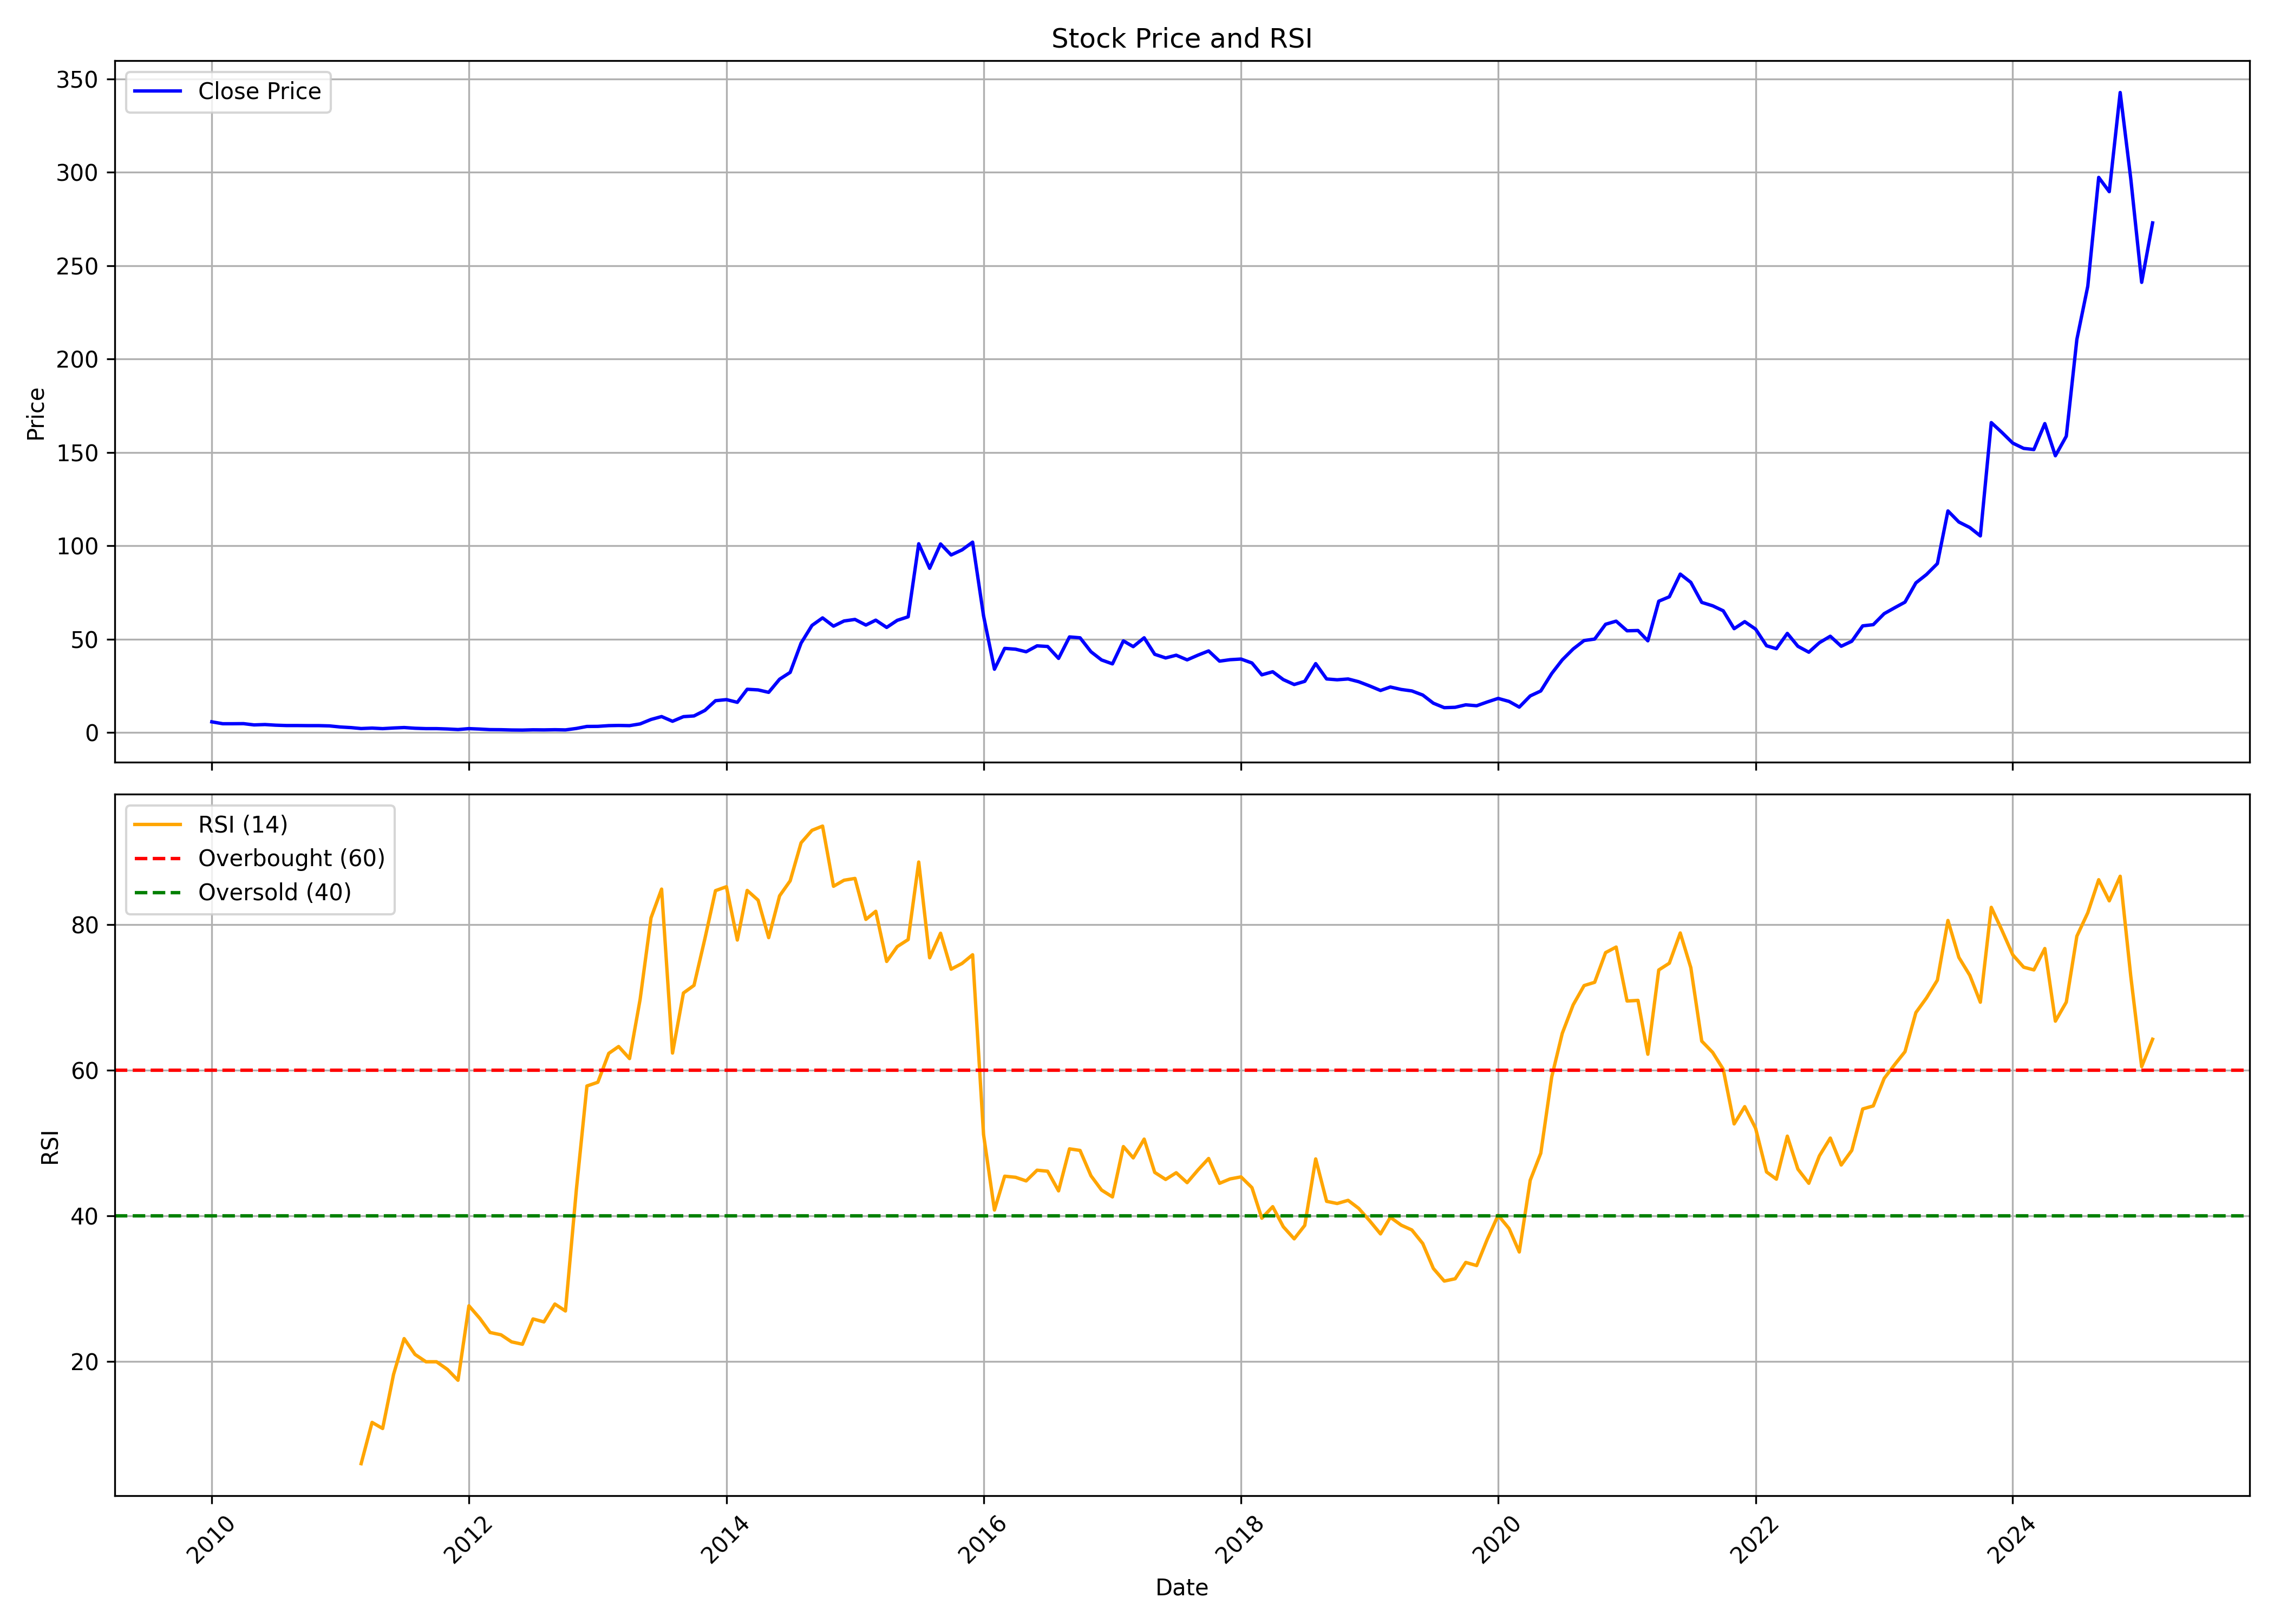 Stock Price and RSI
Close Price
350
300
250
200
150
100
50
0
Price
RSI (14)
Overbought (60)
Oversold (40)
80
60
40
20
RSI
2010 2012 2014 2016 2018 2020 2022 2024
Date